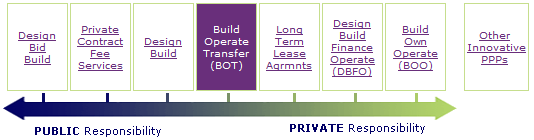 Design
Bid
Build
Private
Contract
Fee
Services
Design
Build
Build
Operate
Transfer
(BOT)
Long
Term
Lease
Agrmnts
Design
Build
Finance
Operate
(DBFO)
Build
Own
Operate
(BOO)
Other
Innovative
PPPs
PUBLIC Responsibility
PRIVATE Responsibility